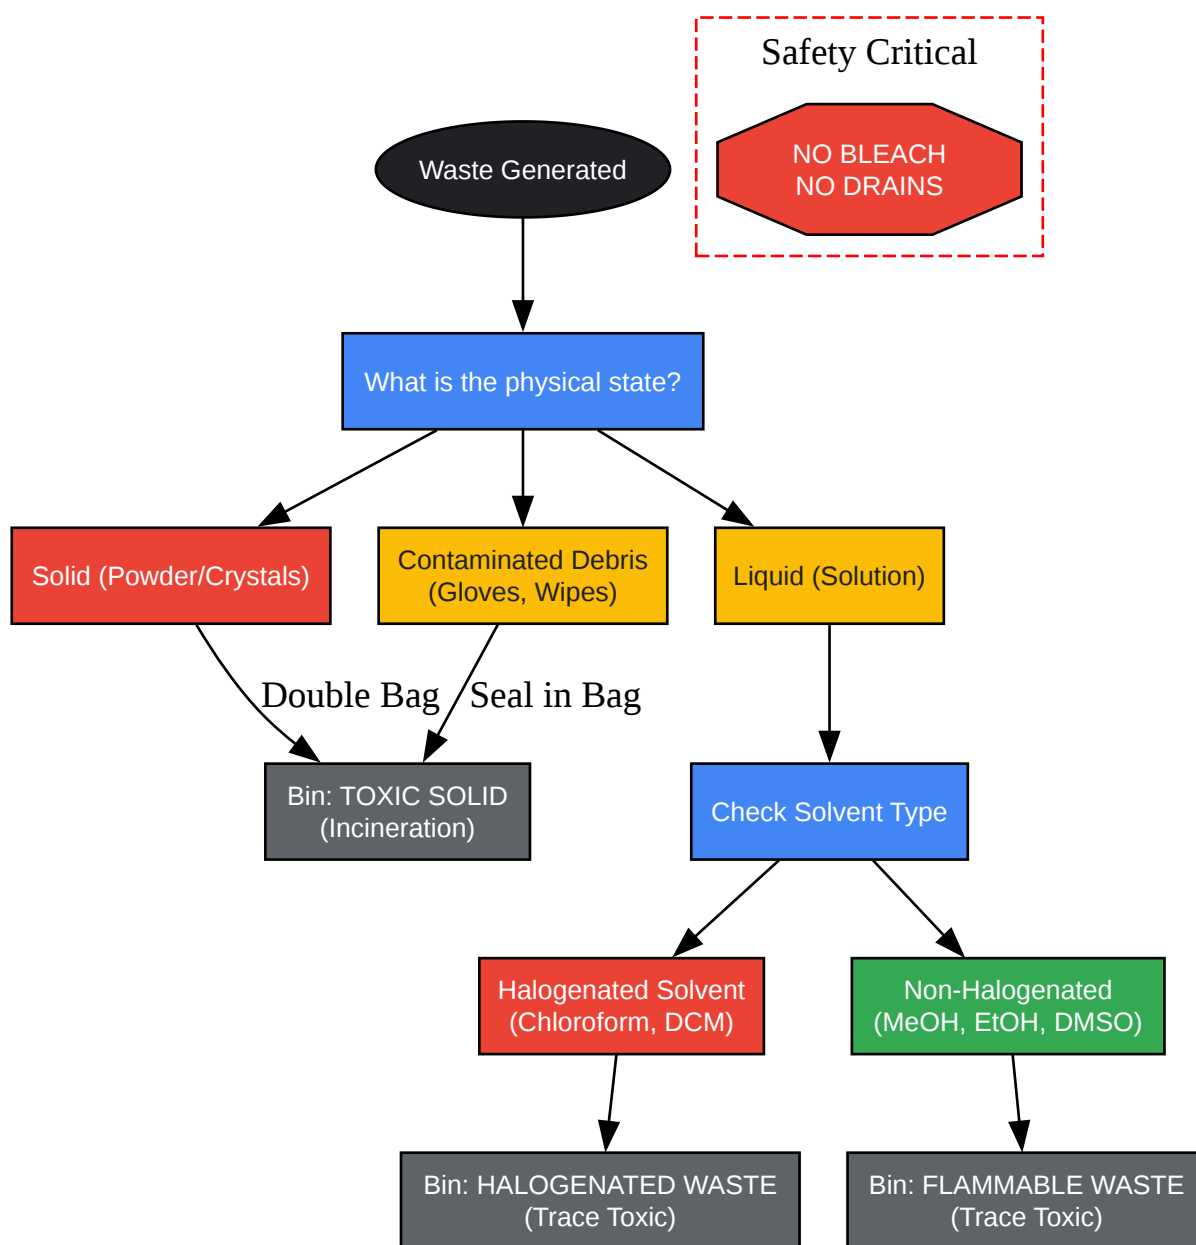 Safety Critical
NO BLEACH
NO DRAINS
Waste Generated
What is the physical state?
Solid (Powder/Crystals)
Contaminated Debris
(Gloves, Wipes)
Liquid (Solution)
Double Bag
Seal in Bag
Bin: TOXIC SOLID
(Incineration)
Check Solvent Type
Halogenated Solvent
(Chloroform, DCM)
Non-Halogenated
(MeOH, EtOH, DMSO)
Bin: HALOGENATED WASTE
(Trace Toxic)
Bin: FLAMMABLE WASTE
(Trace Toxic)